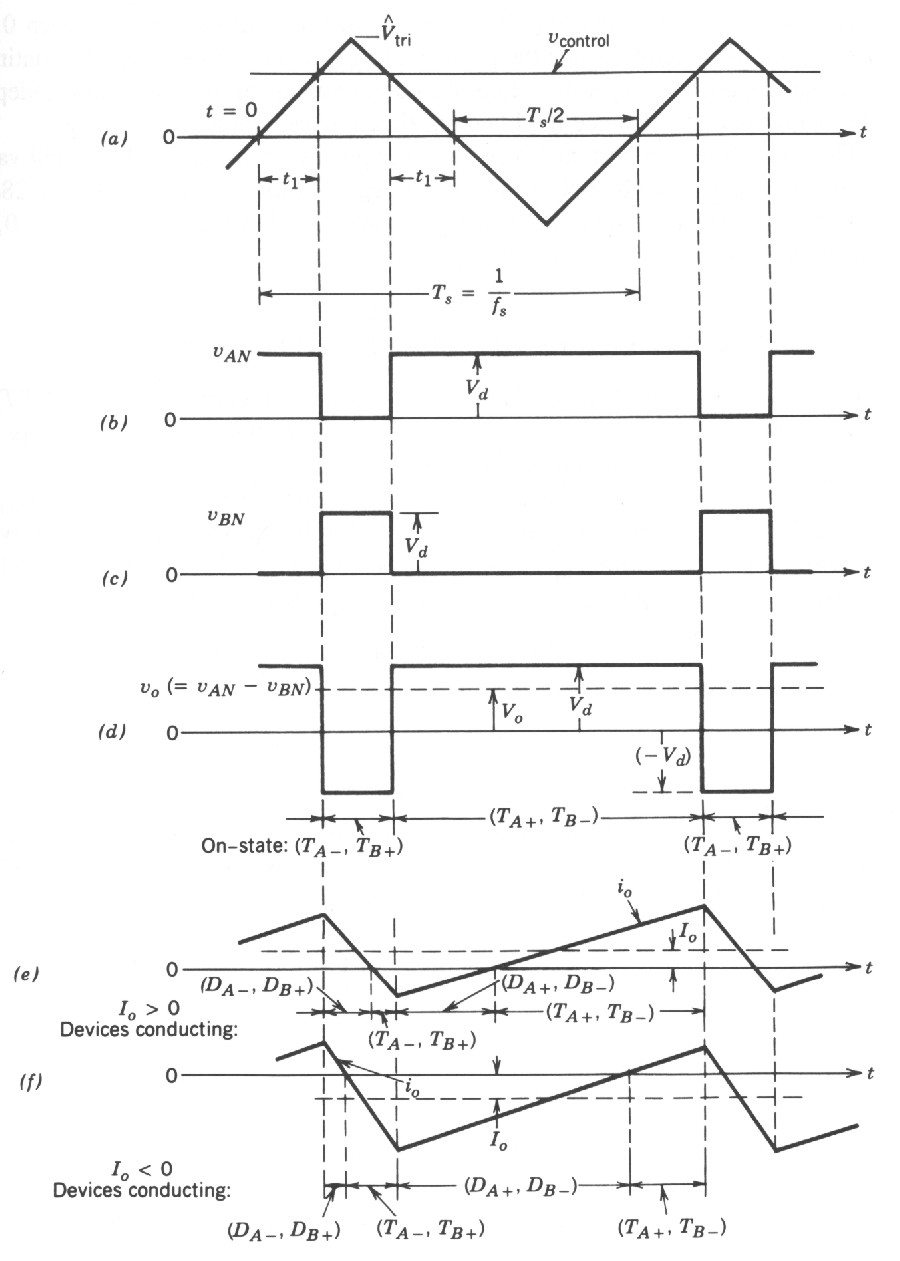 V̂tri
vcontrol
t = 0
Ts/2
(a) 0 t
t1 t1
Ts = 1/fs
vAN
Vd
(b) 0 t
vBN
Vd
(c) 0 t
vo (= vAN − vBN)
Vo Vd
(d) 0 t
(−Vd)
(TA+, TB−)
On-state: (TA−, TB+) (TA−, TB+)
io
Io
(e) 0 t
(DA−, DB+) (DA+, DB−)
Io > 0
(TA+, TB−)
Devices conducting:
(TA−, TB+)
(f) 0 t
io
Io
Io < 0
(DA+, DB−)
Devices conducting:
(DA−, DB+) (TA−, TB+) (TA+, TB−)